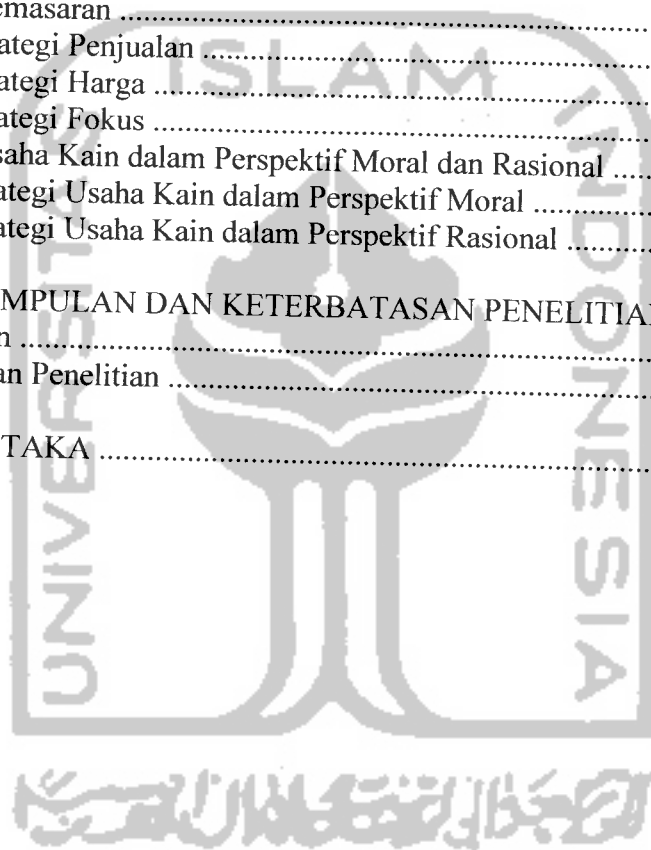 emasaran ............................................................
ategi Penjualan ............................................................
ategi Harga ............................................................
ategi Fokus ............................................................
saha Kain dalam Perspektif Moral dan Rasional ......
ategi Usaha Kain dalam Perspektif Moral ..................
ategi Usaha Kain dalam Perspektif Rasional .............
MPULAN DAN KETERBATASAN PENELITIA
n ............................................................
an Penelitian ............................................................
TAKA ............................................................
UNIVERSITAS
ISLAM
INDONESIA